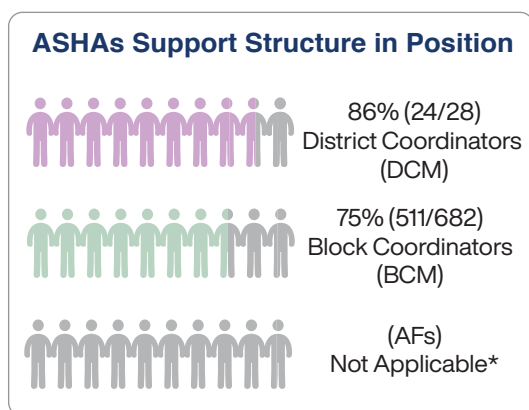 ASHAs Support Structure in Position
86% (24/28)
District Coordinators
(DCM)
75% (511/682)
Block Coordinators
(BCM)
(AFs)
Not Applicable*